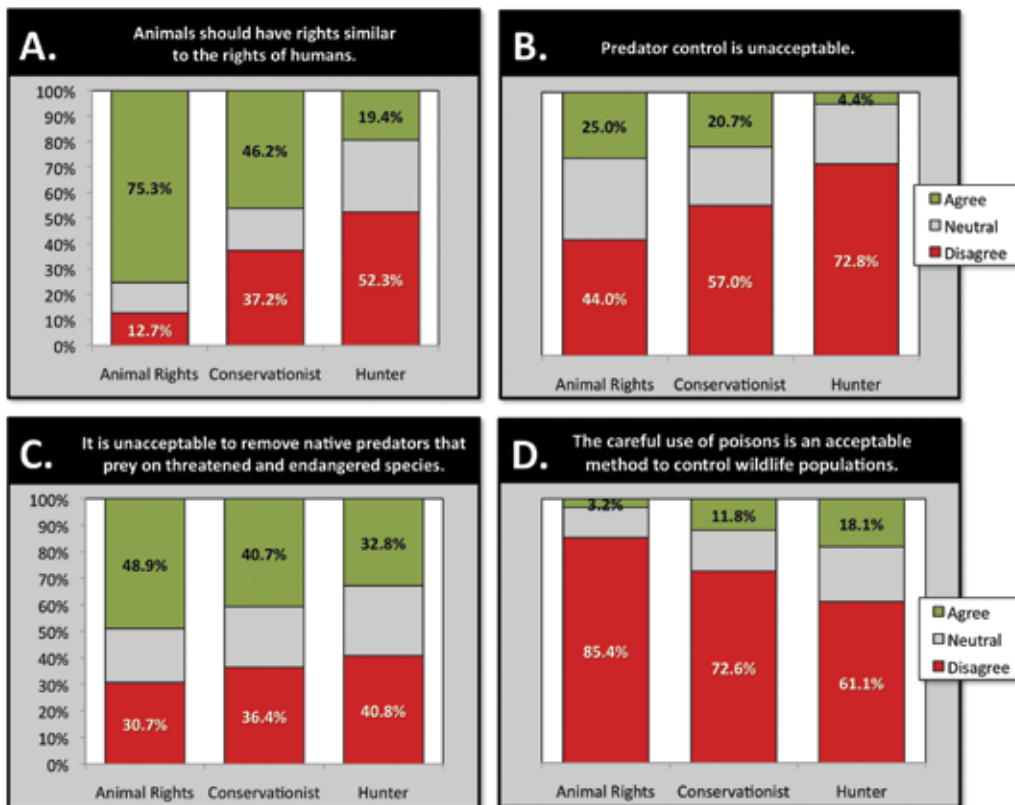 A.
Animals should have rights similar
to the rights of humans.
100%
90%
80%
70%
60%
50%
40%
30%
20%
10%
0%
75.3%
12.7%
46.2%
37.2%
19.4%
52.3%
Animal Rights Conservationist Hunter
B.
Predator control is unacceptable.
25.0%
44.0%
20.7%
57.0%
4.4%
72.8%
Animal Rights Conservationist Hunter
Agree
Neutral
Disagree
C.
It is unacceptable to remove native predators that
prey on threatened and endangered species.
100%
90%
80%
70%
60%
50%
40%
30%
20%
10%
0%
48.9%
30.7%
40.7%
36.4%
32.8%
40.8%
Animal Rights Conservationist Hunter
D.
The careful use of poisons is an acceptable
method to control wildlife populations.
3.2%
85.4%
11.8%
72.6%
18.1%
61.1%
Animal Rights Conservationist Hunter
Agree
Neutral
Disagree